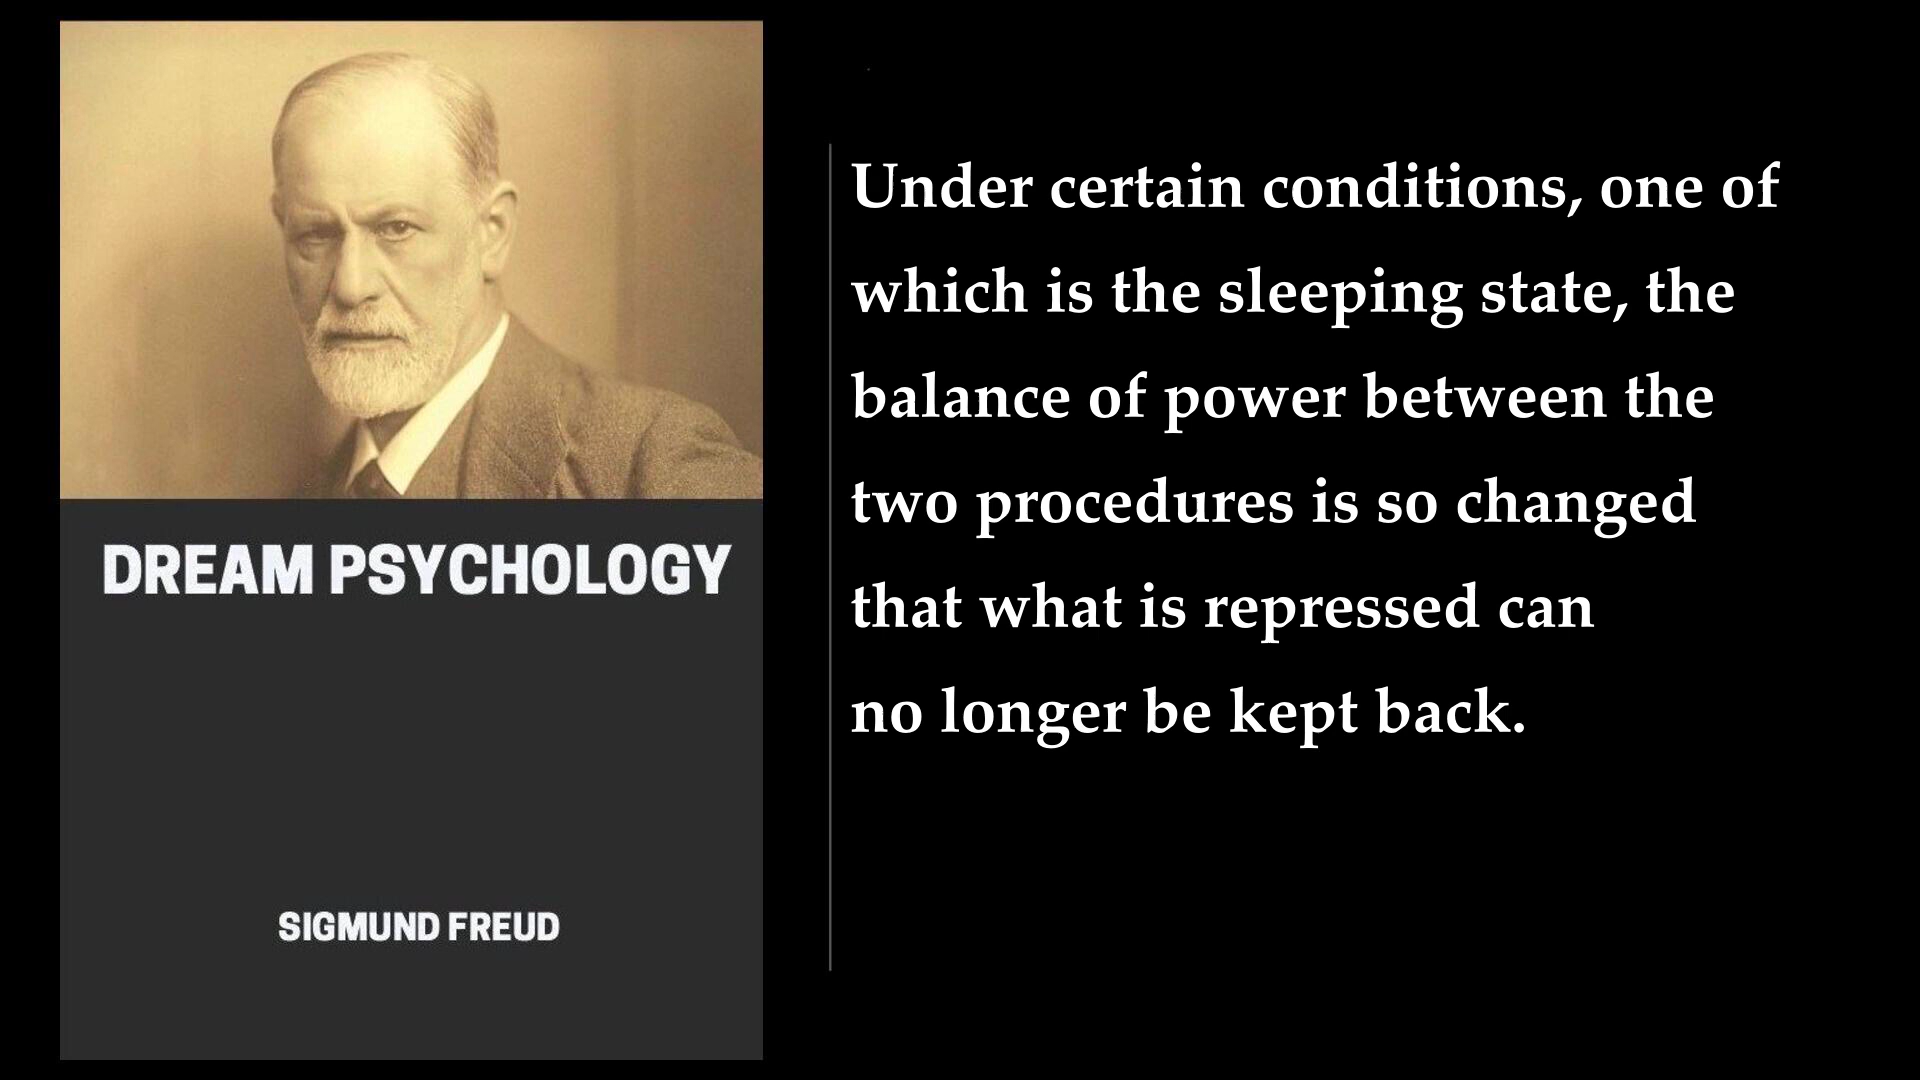 DREAM PSYCHOLOGY
SIGMUND FREUD
Under certain conditions, one of
which is the sleeping state, the
balance of power between the
two procedures is so changed
that what is repressed can
no longer be kept back.